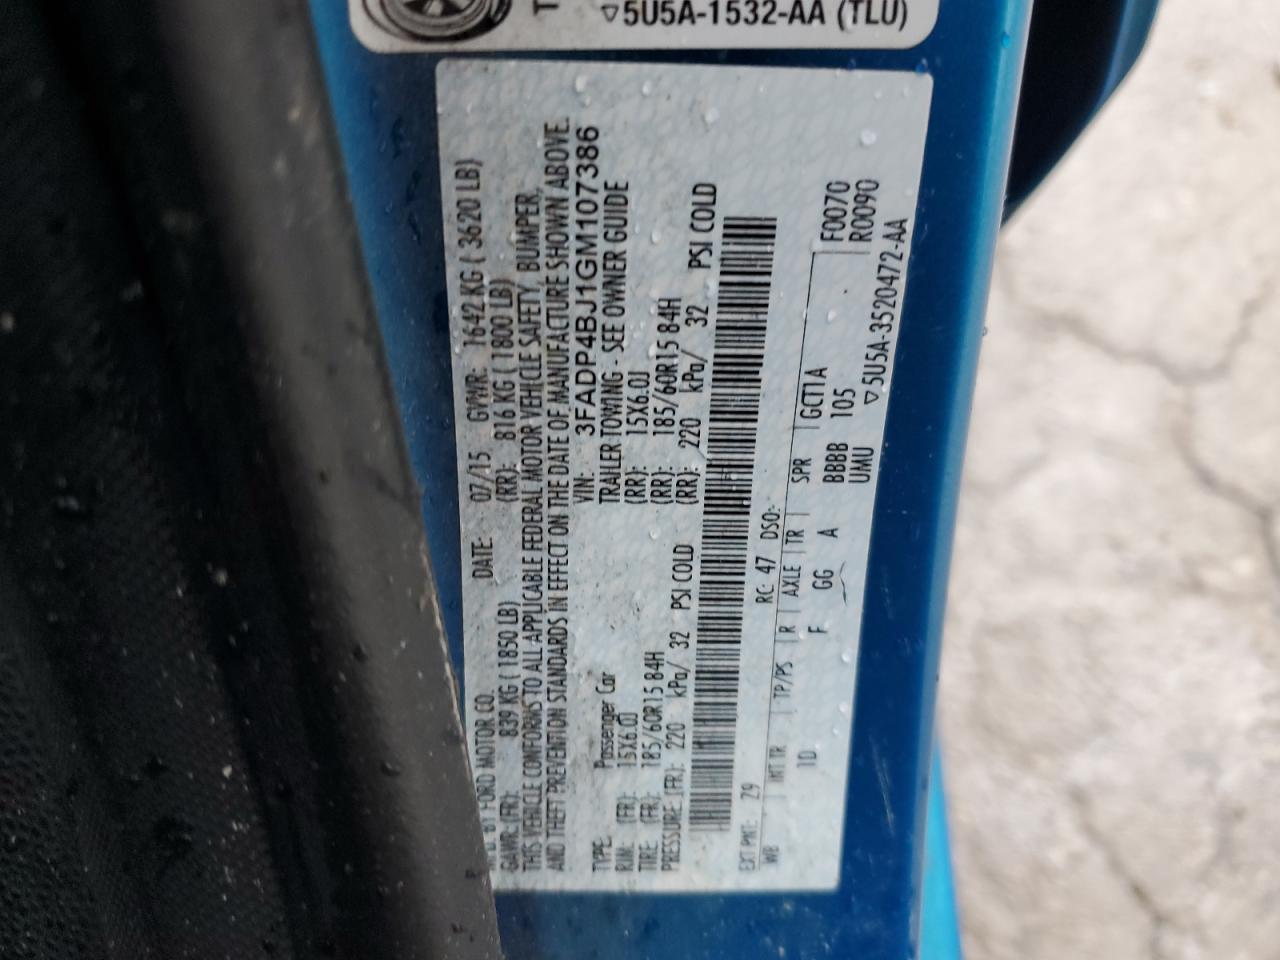 5U5A-1532-AA (TLU)
BY FORD MOTOR CO. DATE: 07/15 GVWR: 1642 KG ( 3620 LB)
GAWR: (FR): 839 KG ( 1850 LB) (RR): 816 KG ( 1800 LB)
THIS VEHICLE CONFORMS TO ALL APPLICABLE FEDERAL MOTOR VEHICLE SAFETY, BUMPER,
AND THEFT PREVENTION STANDARDS IN EFFECT ON THE DATE OF MANUFACTURE SHOWN ABOVE.
VIN: 3FADP4BJ1GM107386
TYPE: Passenger Car TRAILER TOWING - SEE OWNER GUIDE
RIM: (FR): 15X6.0J (RR): 15X6.0J
TIRE: (FR): 185/60R15 84H (RR): 185/60R15 84H
PRESSURE: (FR): 220 kPa/ 32 PSI COLD (RR): 220 kPa/ 32 PSI COLD
EXT PNT: Z9 RC: 47 DSO:
WB INT TR TP/PS R AXLE TR SPR GCT1A F0070
1D F GG A BBBB 105 R0090
UMU
5U5A-3520472-AA